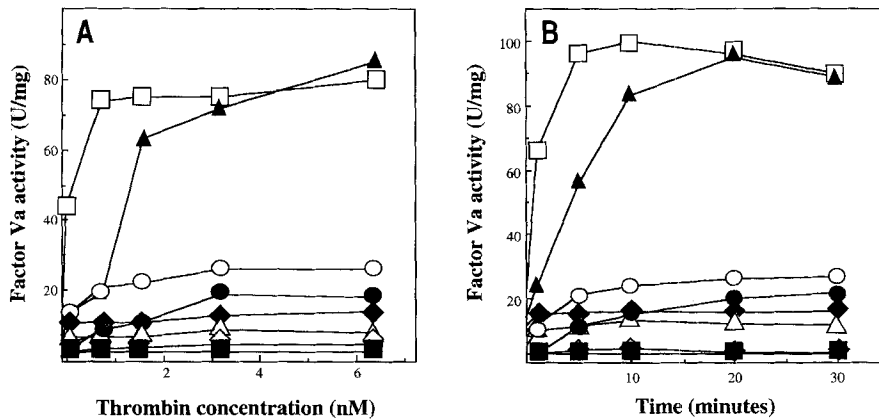 A
Factor Va activity (U/mg)
80
60
40
20
2
4
6
Thrombin concentration (nM)
B
Factor Va activity (U/mg)
100
80
60
40
20
10
20
30
Time (minutes)